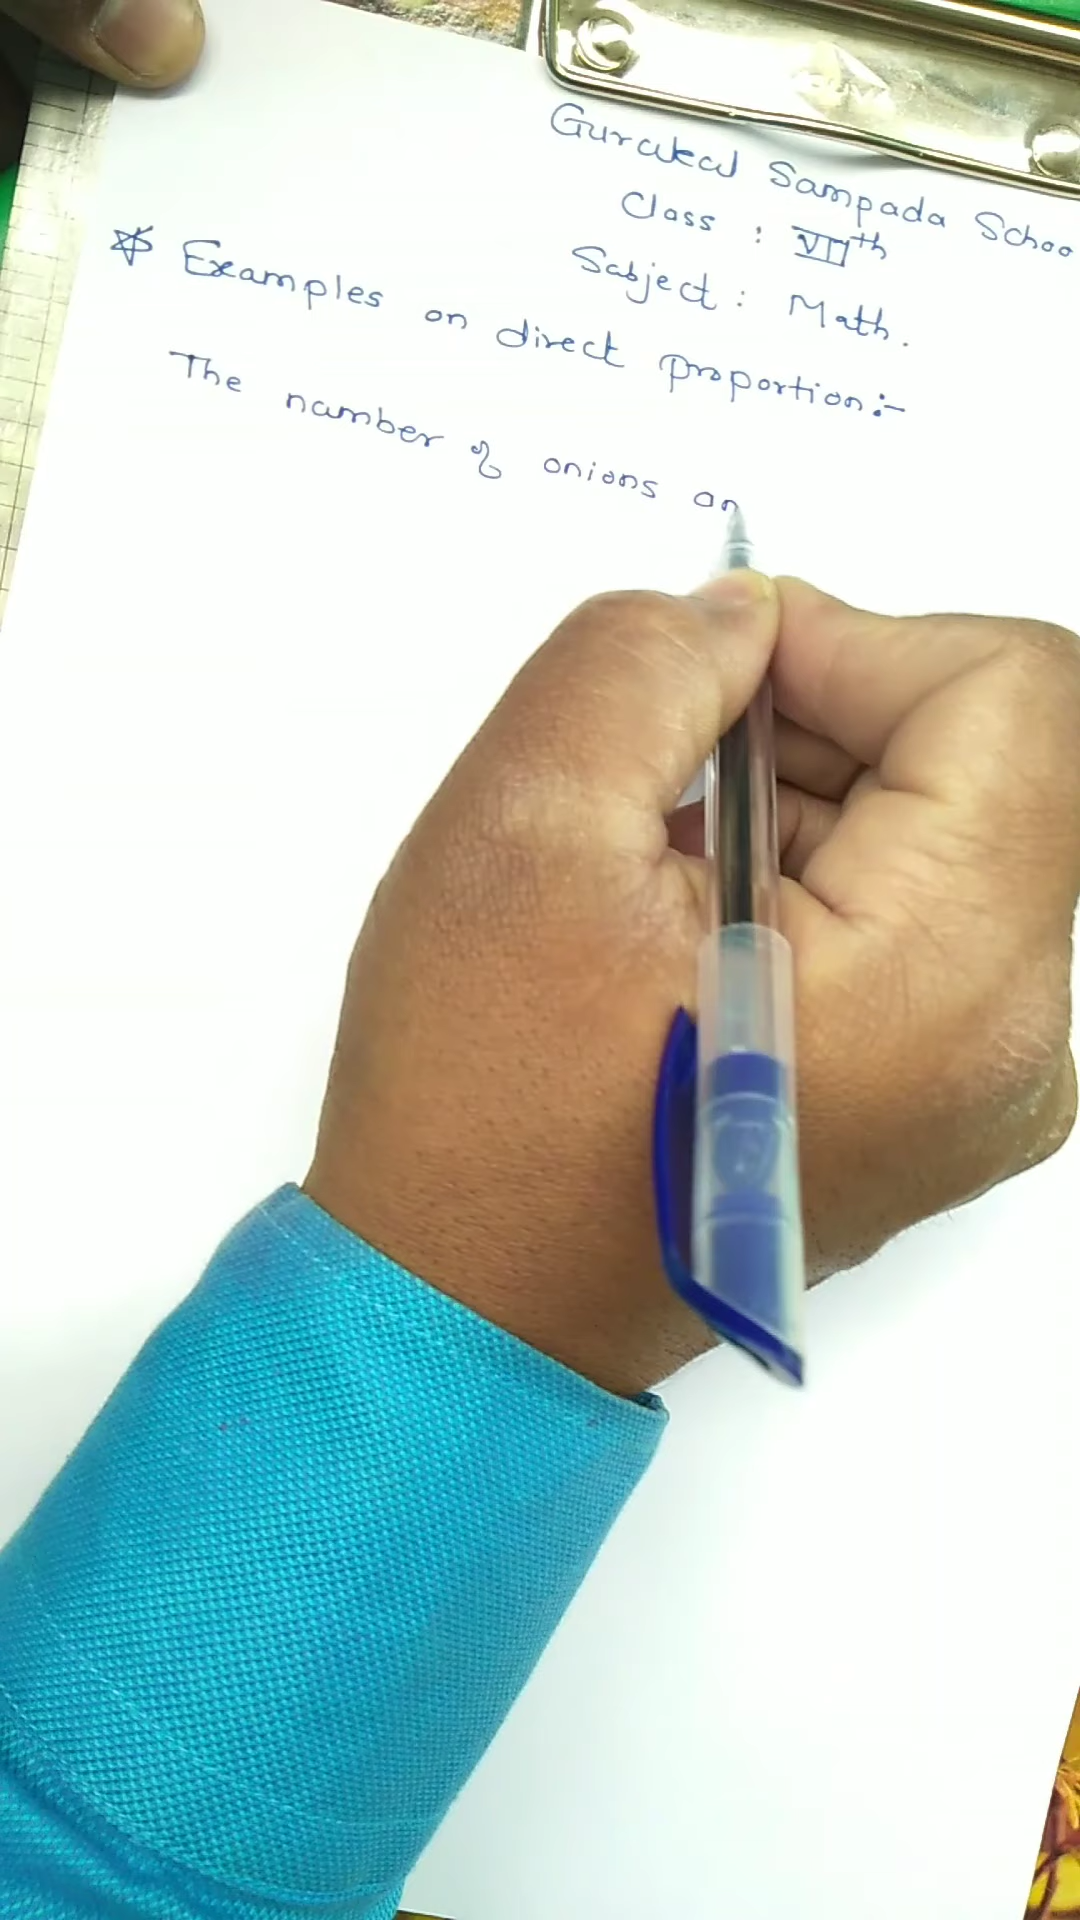 Gurukul Sampada Schoo
Class : VIIth
Subject : Math.
Examples on direct proportion :-
The number of onions an